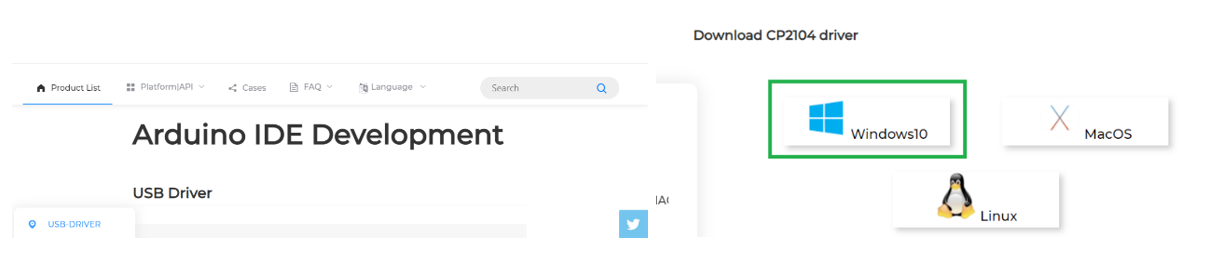 Product List Platform|API Cases FAQ Language Search
Arduino IDE Development
USB Driver
USB-DRIVER
Download CP2104 driver
Windows10
MacOS
Linux